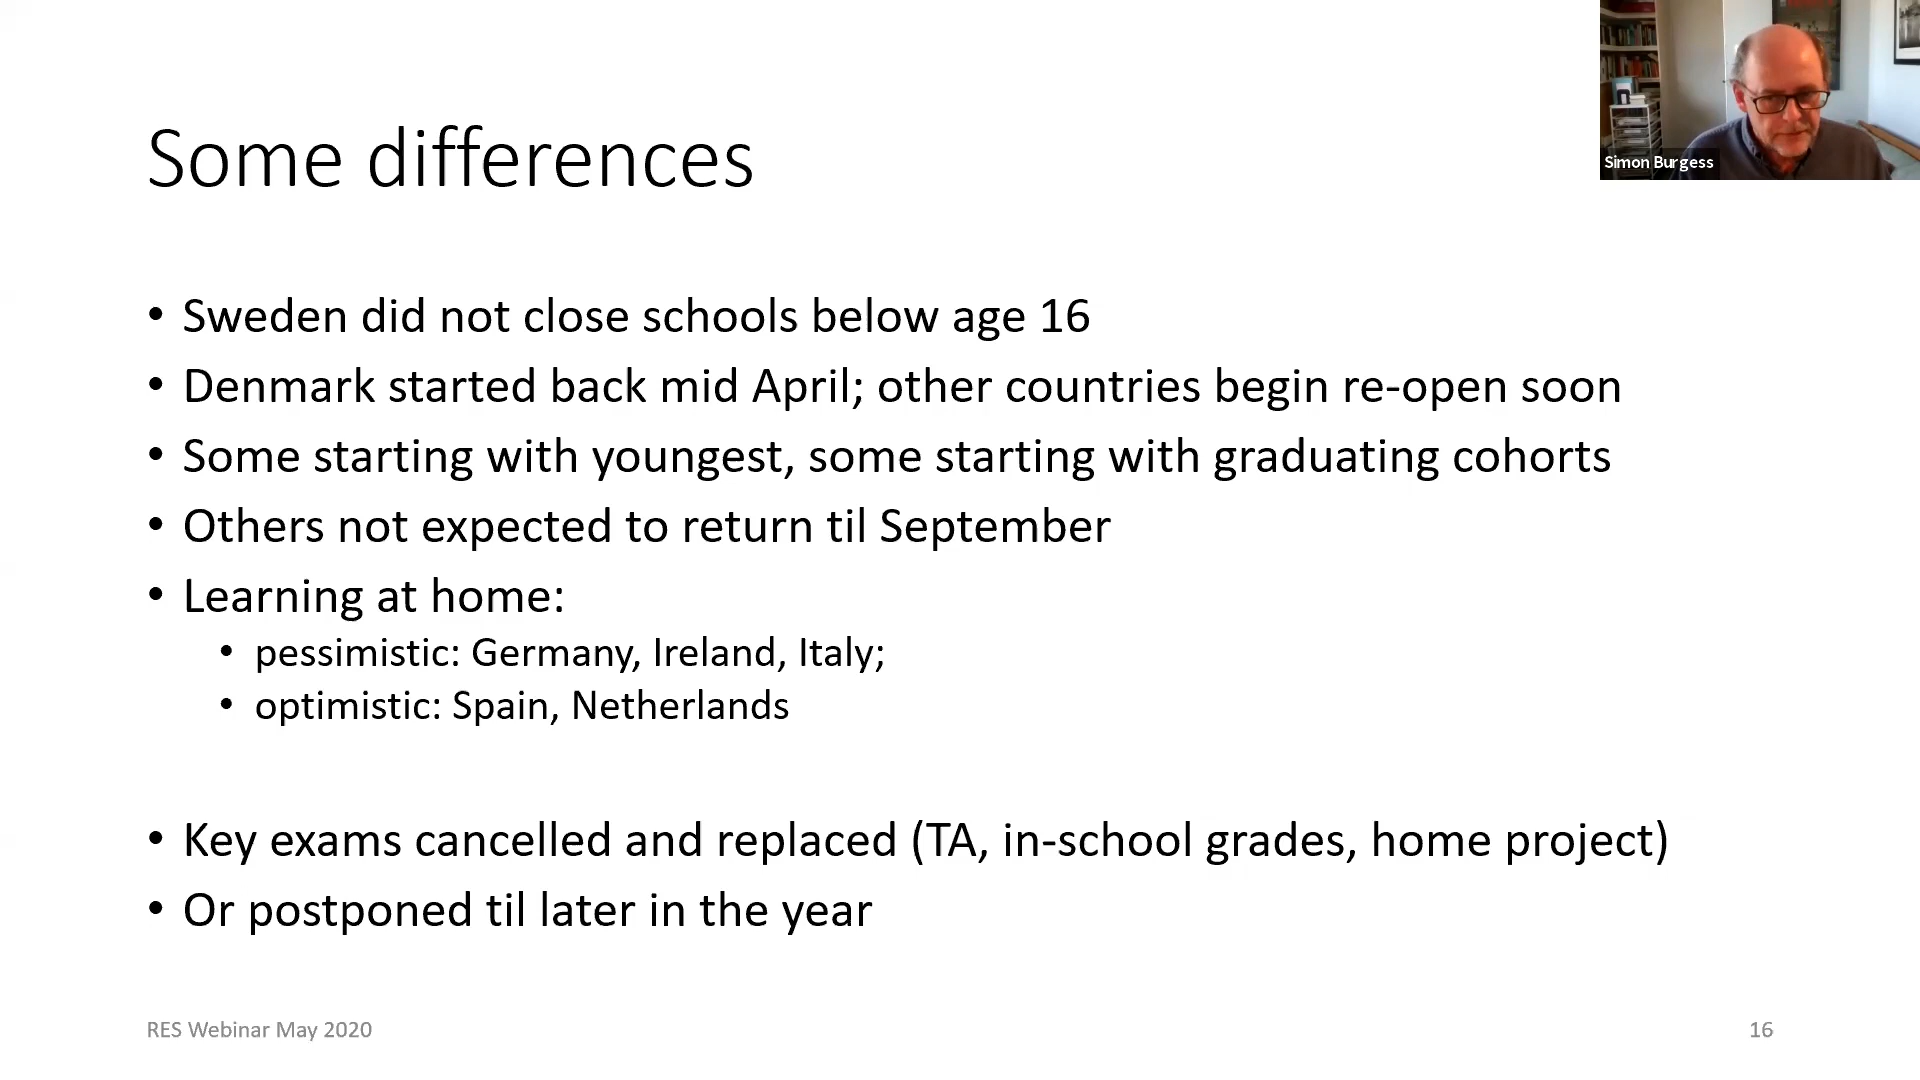 Simon Burgess
Some differences
• Sweden did not close schools below age 16
• Denmark started back mid April; other countries begin re-open soon
• Some starting with youngest, some starting with graduating cohorts
• Others not expected to return til September
• Learning at home:
• pessimistic: Germany, Ireland, Italy;
• optimistic: Spain, Netherlands
• Key exams cancelled and replaced (TA, in-school grades, home project)
• Or postponed til later in the year
RES Webinar May 2020
16